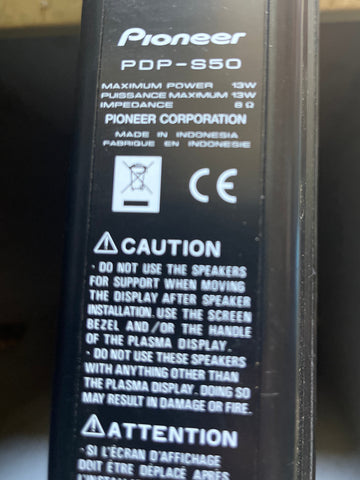 Pioneer
PDP-S50
MAXIMUM POWER 13W
PUISSANCE MAXIMUM 13W
IMPEDANCE 8 Ω
PIONEER CORPORATION
MADE IN INDONESIA
FABRIQUE EN INDONESIE
CE
⚠CAUTION
· DO NOT USE THE SPEAKERS
FOR SUPPORT WHEN MOVING
THE DISPLAY AFTER SPEAKER
INSTALLATION. USE THE SCREEN
BEZEL AND/OR THE HANDLE
OF THE PLASMA DISPLAY.
· DO NOT USE THESE SPEAKERS
WITH ANYTHING OTHER THAN
THE PLASMA DISPLAY. DOING SO
MAY RESULT IN DAMAGE OR FIRE.
⚠ATTENTION
· SI L'ÉCRAN D'AFFICHAGE
DOIT ÊTRE DÉPLACÉ APRÈS